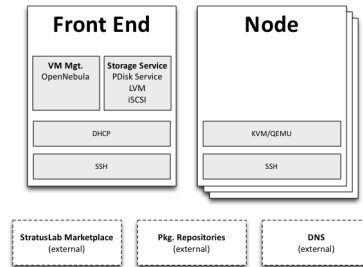 Front End
VM Mgt.
OpenNebula
Storage Service
PDisk Service
LVM
iSCSI
DHCP
SSH
Node
KVM/QEMU
SSH
StratusLab Marketplace
(external)
Pkg. Repositories
(external)
DNS
(external)